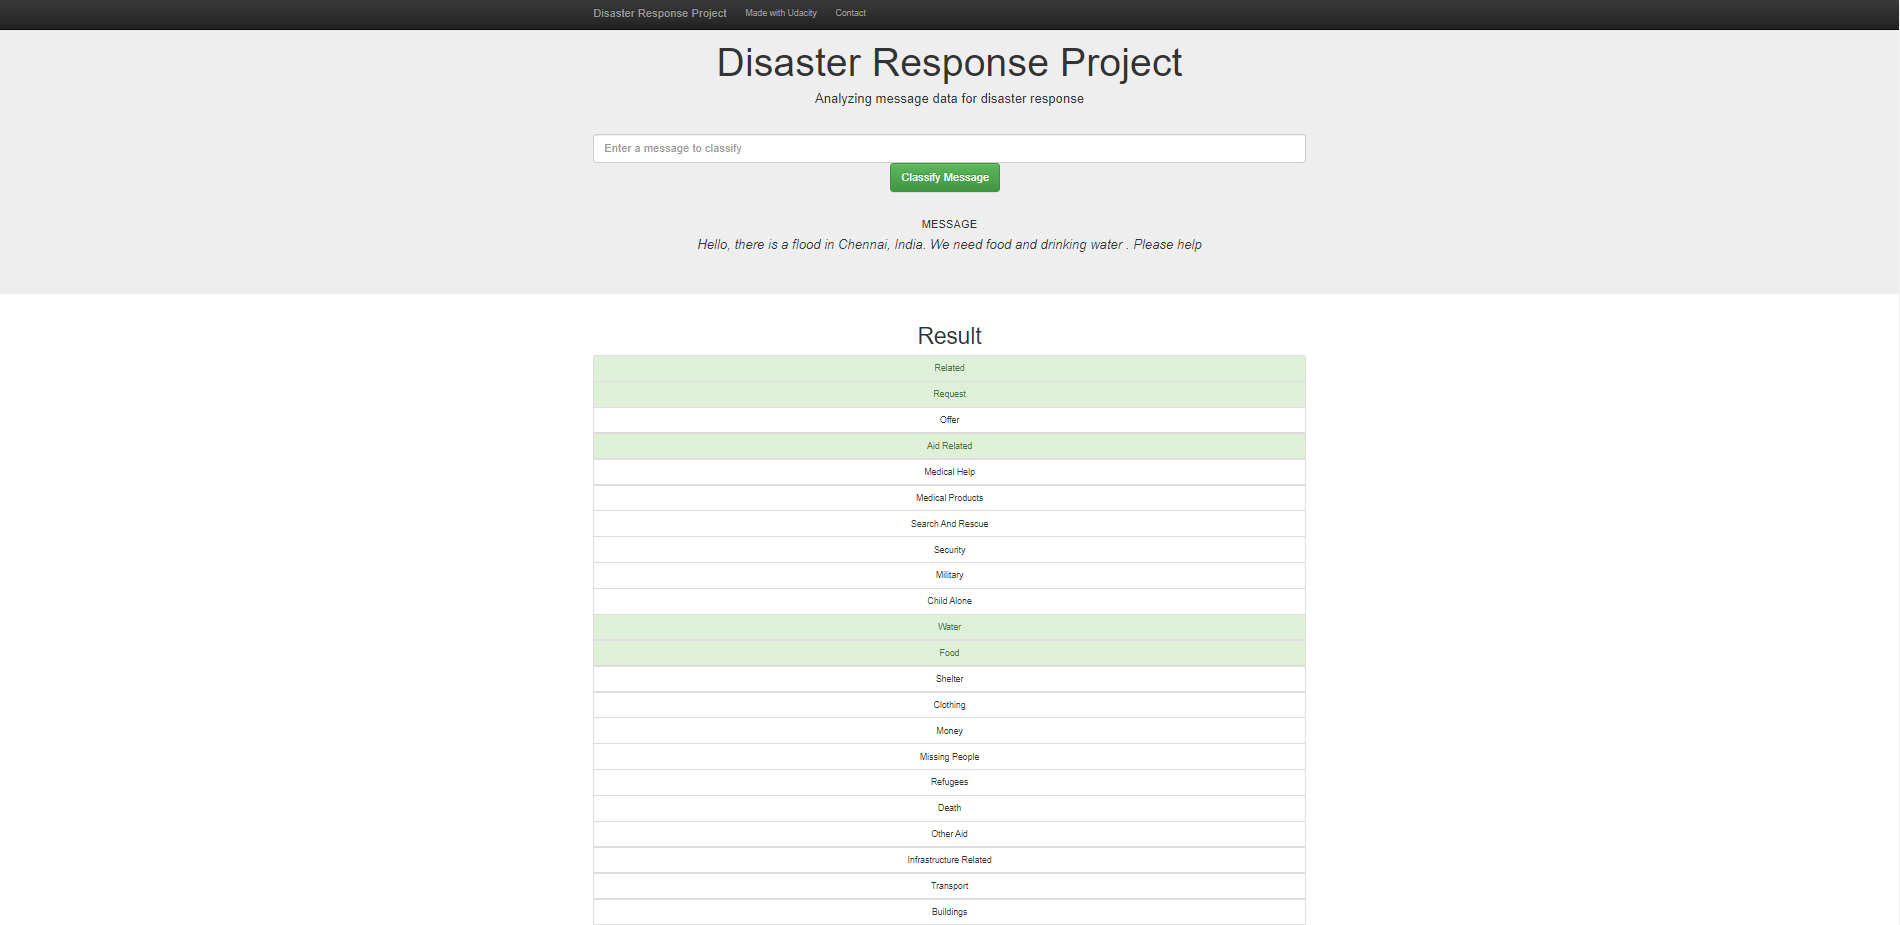 Disaster Response Project Made with Udacity Contact
Disaster Response Project
Analyzing message data for disaster response
Enter a message to classify
Classify Message
MESSAGE
Hello, there is a flood in Chennai, India. We need food and drinking water . Please help
Result
Related
Request
Offer
Aid Related
Medical Help
Medical Products
Search And Rescue
Security
Military
Child Alone
Water
Food
Shelter
Clothing
Money
Missing People
Refugees
Death
Other Aid
Infrastructure Related
Transport
Buildings